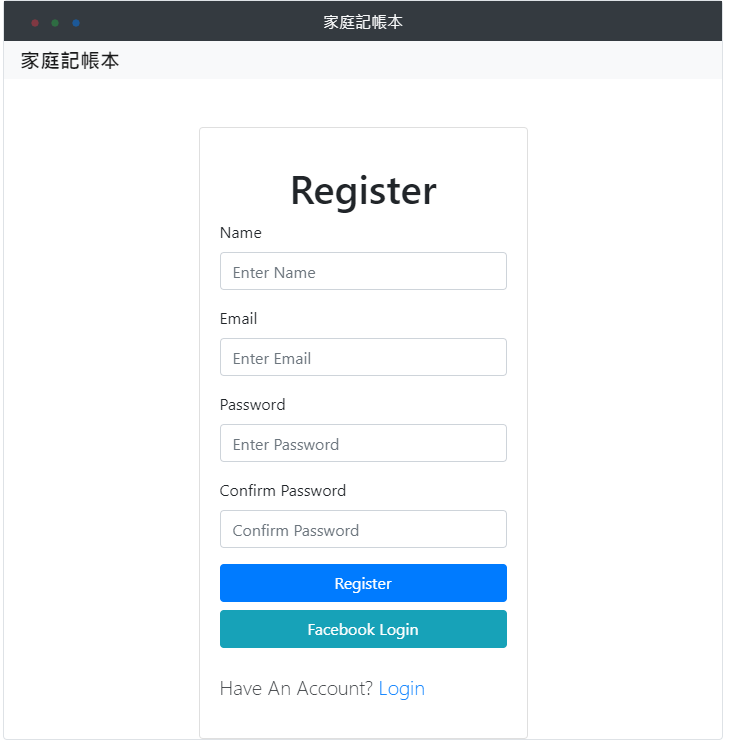 家庭記帳本
家庭記帳本
Register
Name
Enter Name
Email
Enter Email
Password
Enter Password
Confirm Password
Confirm Password
Register
Facebook Login
Have An Account? Login